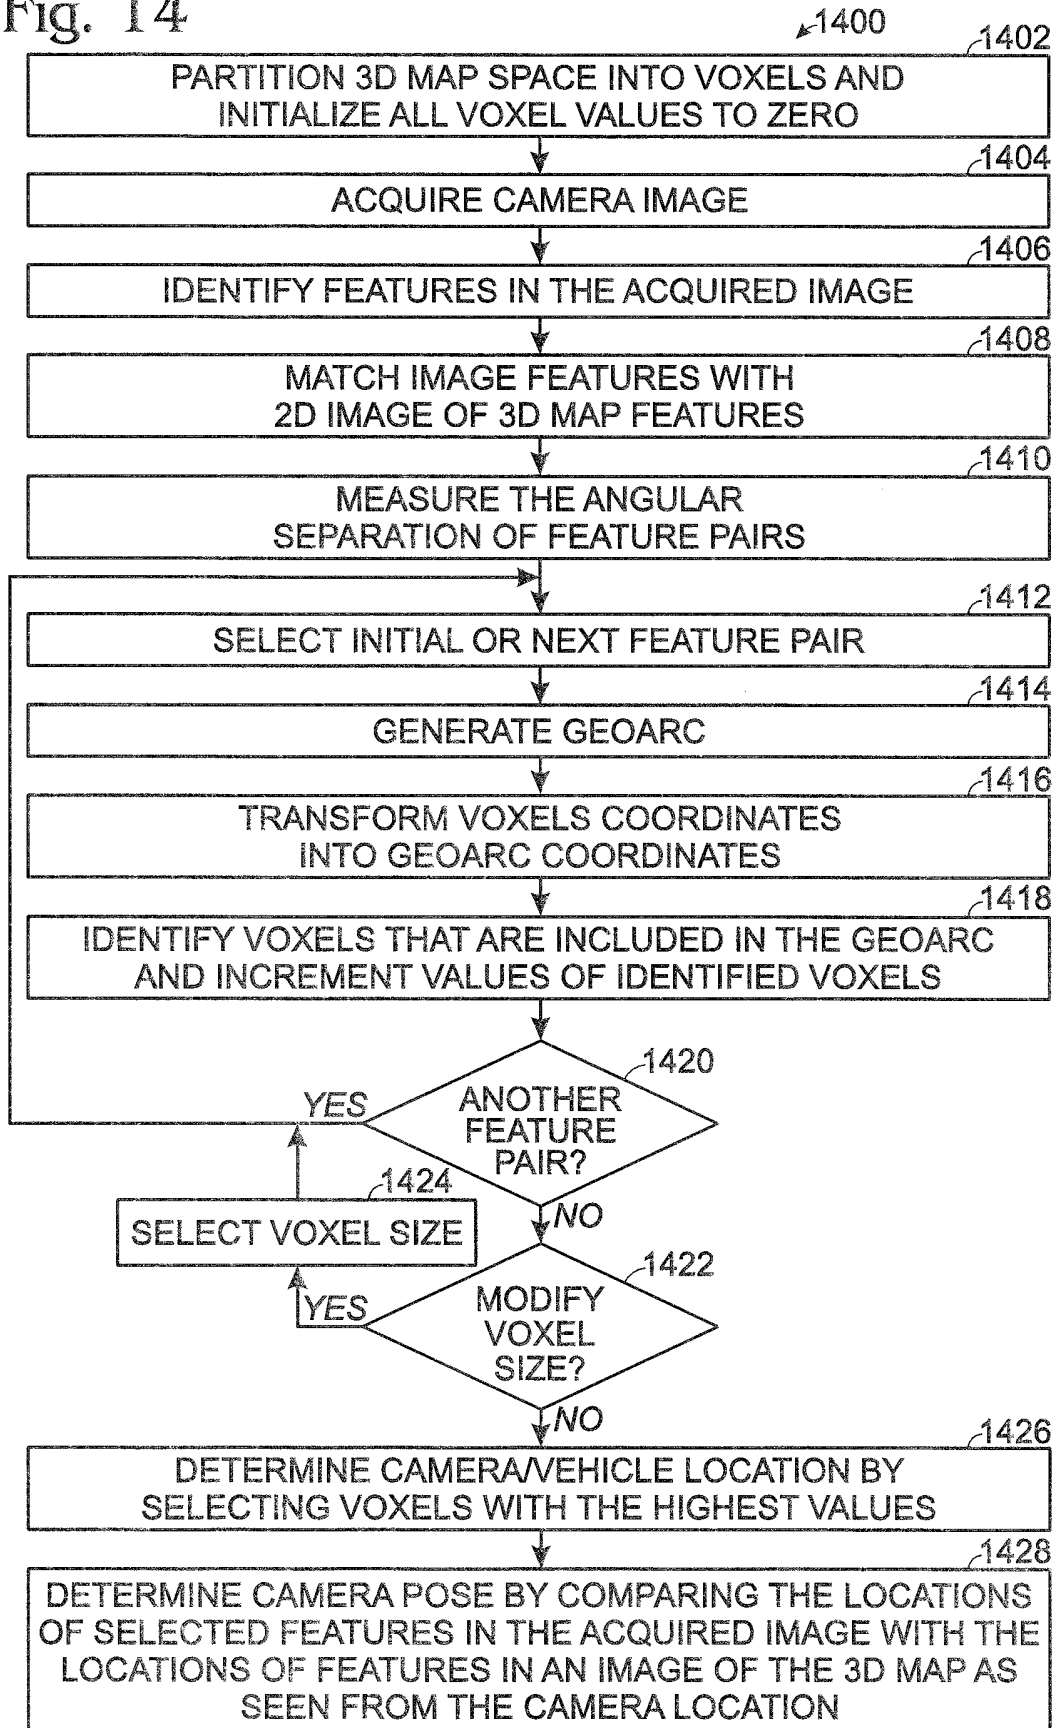 Fig. 14
1400
1402
PARTITION 3D MAP SPACE INTO VOXELS AND
INITIALIZE ALL VOXEL VALUES TO ZERO
1404
ACQUIRE CAMERA IMAGE
1406
IDENTIFY FEATURES IN THE ACQUIRED IMAGE
1408
MATCH IMAGE FEATURES WITH
2D IMAGE OF 3D MAP FEATURES
1410
MEASURE THE ANGULAR
SEPARATION OF FEATURE PAIRS
1412
SELECT INITIAL OR NEXT FEATURE PAIR
1414
GENERATE GEOARC
1416
TRANSFORM VOXELS COORDINATES
INTO GEOARC COORDINATES
1418
IDENTIFY VOXELS THAT ARE INCLUDED IN THE GEOARC
AND INCREMENT VALUES OF IDENTIFIED VOXELS
1420
YES
ANOTHER
FEATURE
PAIR?
1424
SELECT VOXEL SIZE
NO
1422
YES
MODIFY
VOXEL
SIZE?
NO
1426
DETERMINE CAMERA/VEHICLE LOCATION BY
SELECTING VOXELS WITH THE HIGHEST VALUES
1428
DETERMINE CAMERA POSE BY COMPARING THE LOCATIONS
OF SELECTED FEATURES IN THE ACQUIRED IMAGE WITH THE
LOCATIONS OF FEATURES IN AN IMAGE OF THE 3D MAP AS
SEEN FROM THE CAMERA LOCATION